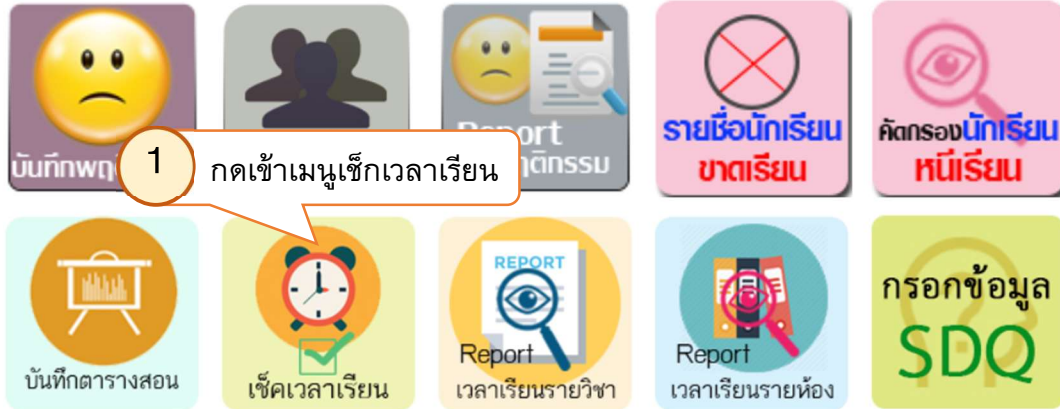 Report
รายชื่อนักเรียน
ขาดเรียน
คัดกรองนักเรียน
หนีเรียน
1
กดเข้าเมนูเช็กเวลาเรียน
REPORT
บันทึกตารางสอน
เช็คเวลาเรียน
Report
เวลาเรียนรายวิชา
Report
เวลาเรียนรายห้อง
กรอกข้อมูล
SDQ